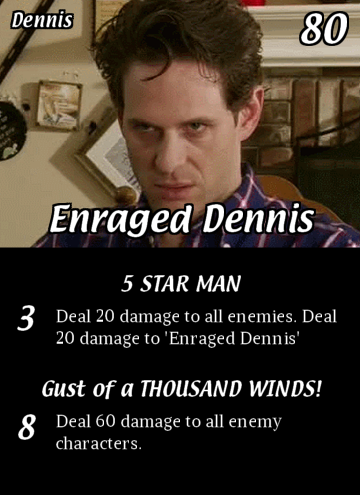 Dennis
80
Enraged Dennis
5 STAR MAN
3
Deal 20 damage to all enemies. Deal
20 damage to 'Enraged Dennis'
Gust of a THOUSAND WINDS!
8
Deal 60 damage to all enemy
characters.